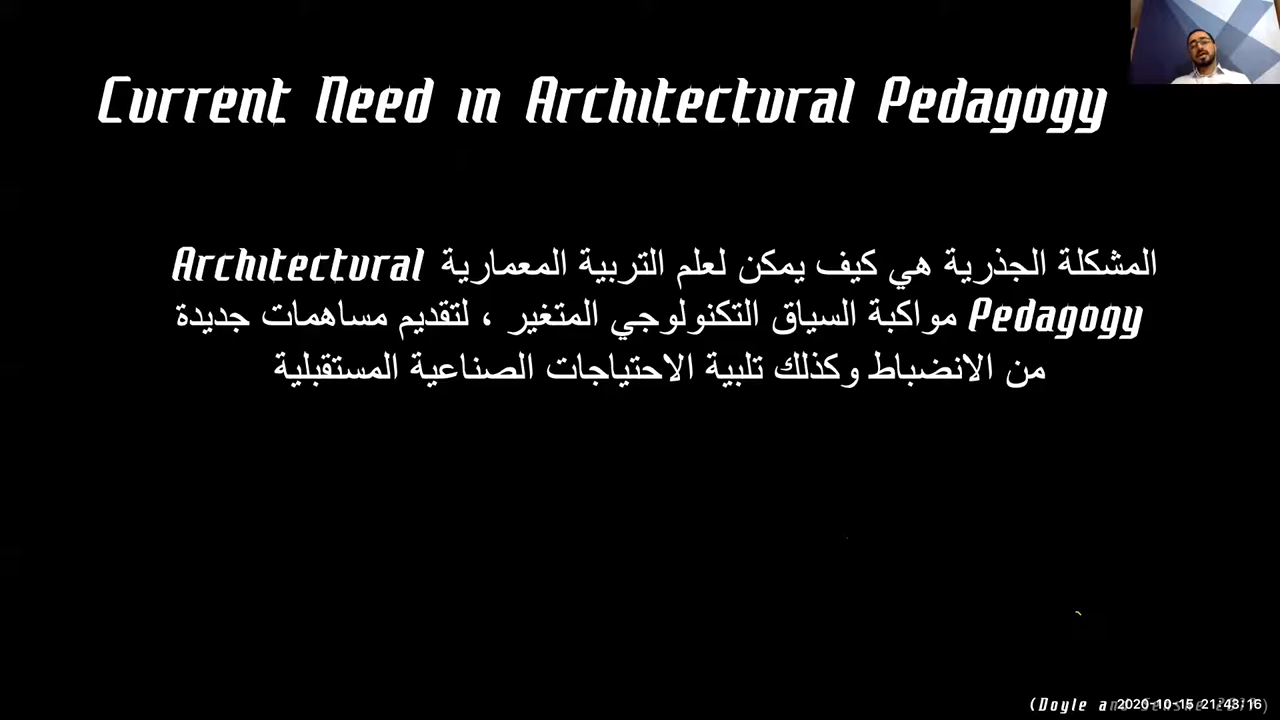 Current Need in Architectural Pedagogy
المشكلة الجذرية هي كيف يمكن لعلم التربية المعمارية Architectural
Pedagogy مواكبة السياق التكنولوجي المتغير ، لتقديم مساهمات جديدة
من الانضباط وكذلك تلبية الاحتياجات الصناعية المستقبلية
(Doyle 2020-10-15 21:43:16